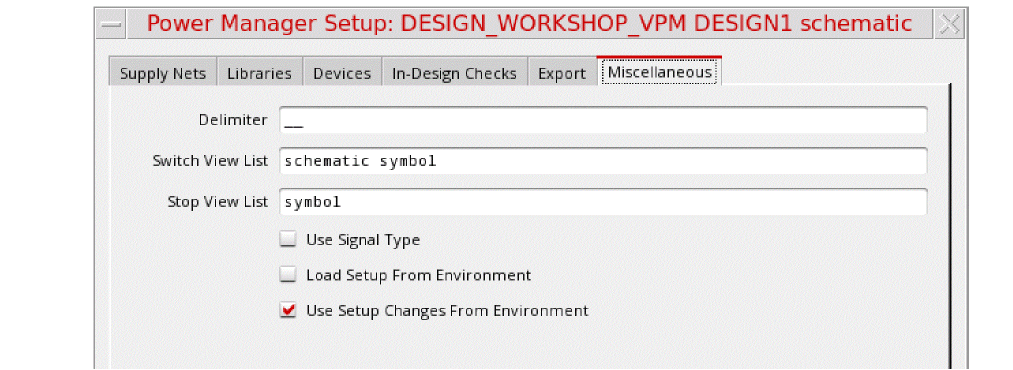 Power Manager Setup: DESIGN_WORKSHOP_VPM DESIGN1 schematic
Supply Nets Libraries Devices In-Design Checks Export Miscellaneous
Delimiter __
Switch View List schematic symbol
Stop View List symbol
Use Signal Type
Load Setup From Environment
Use Setup Changes From Environment